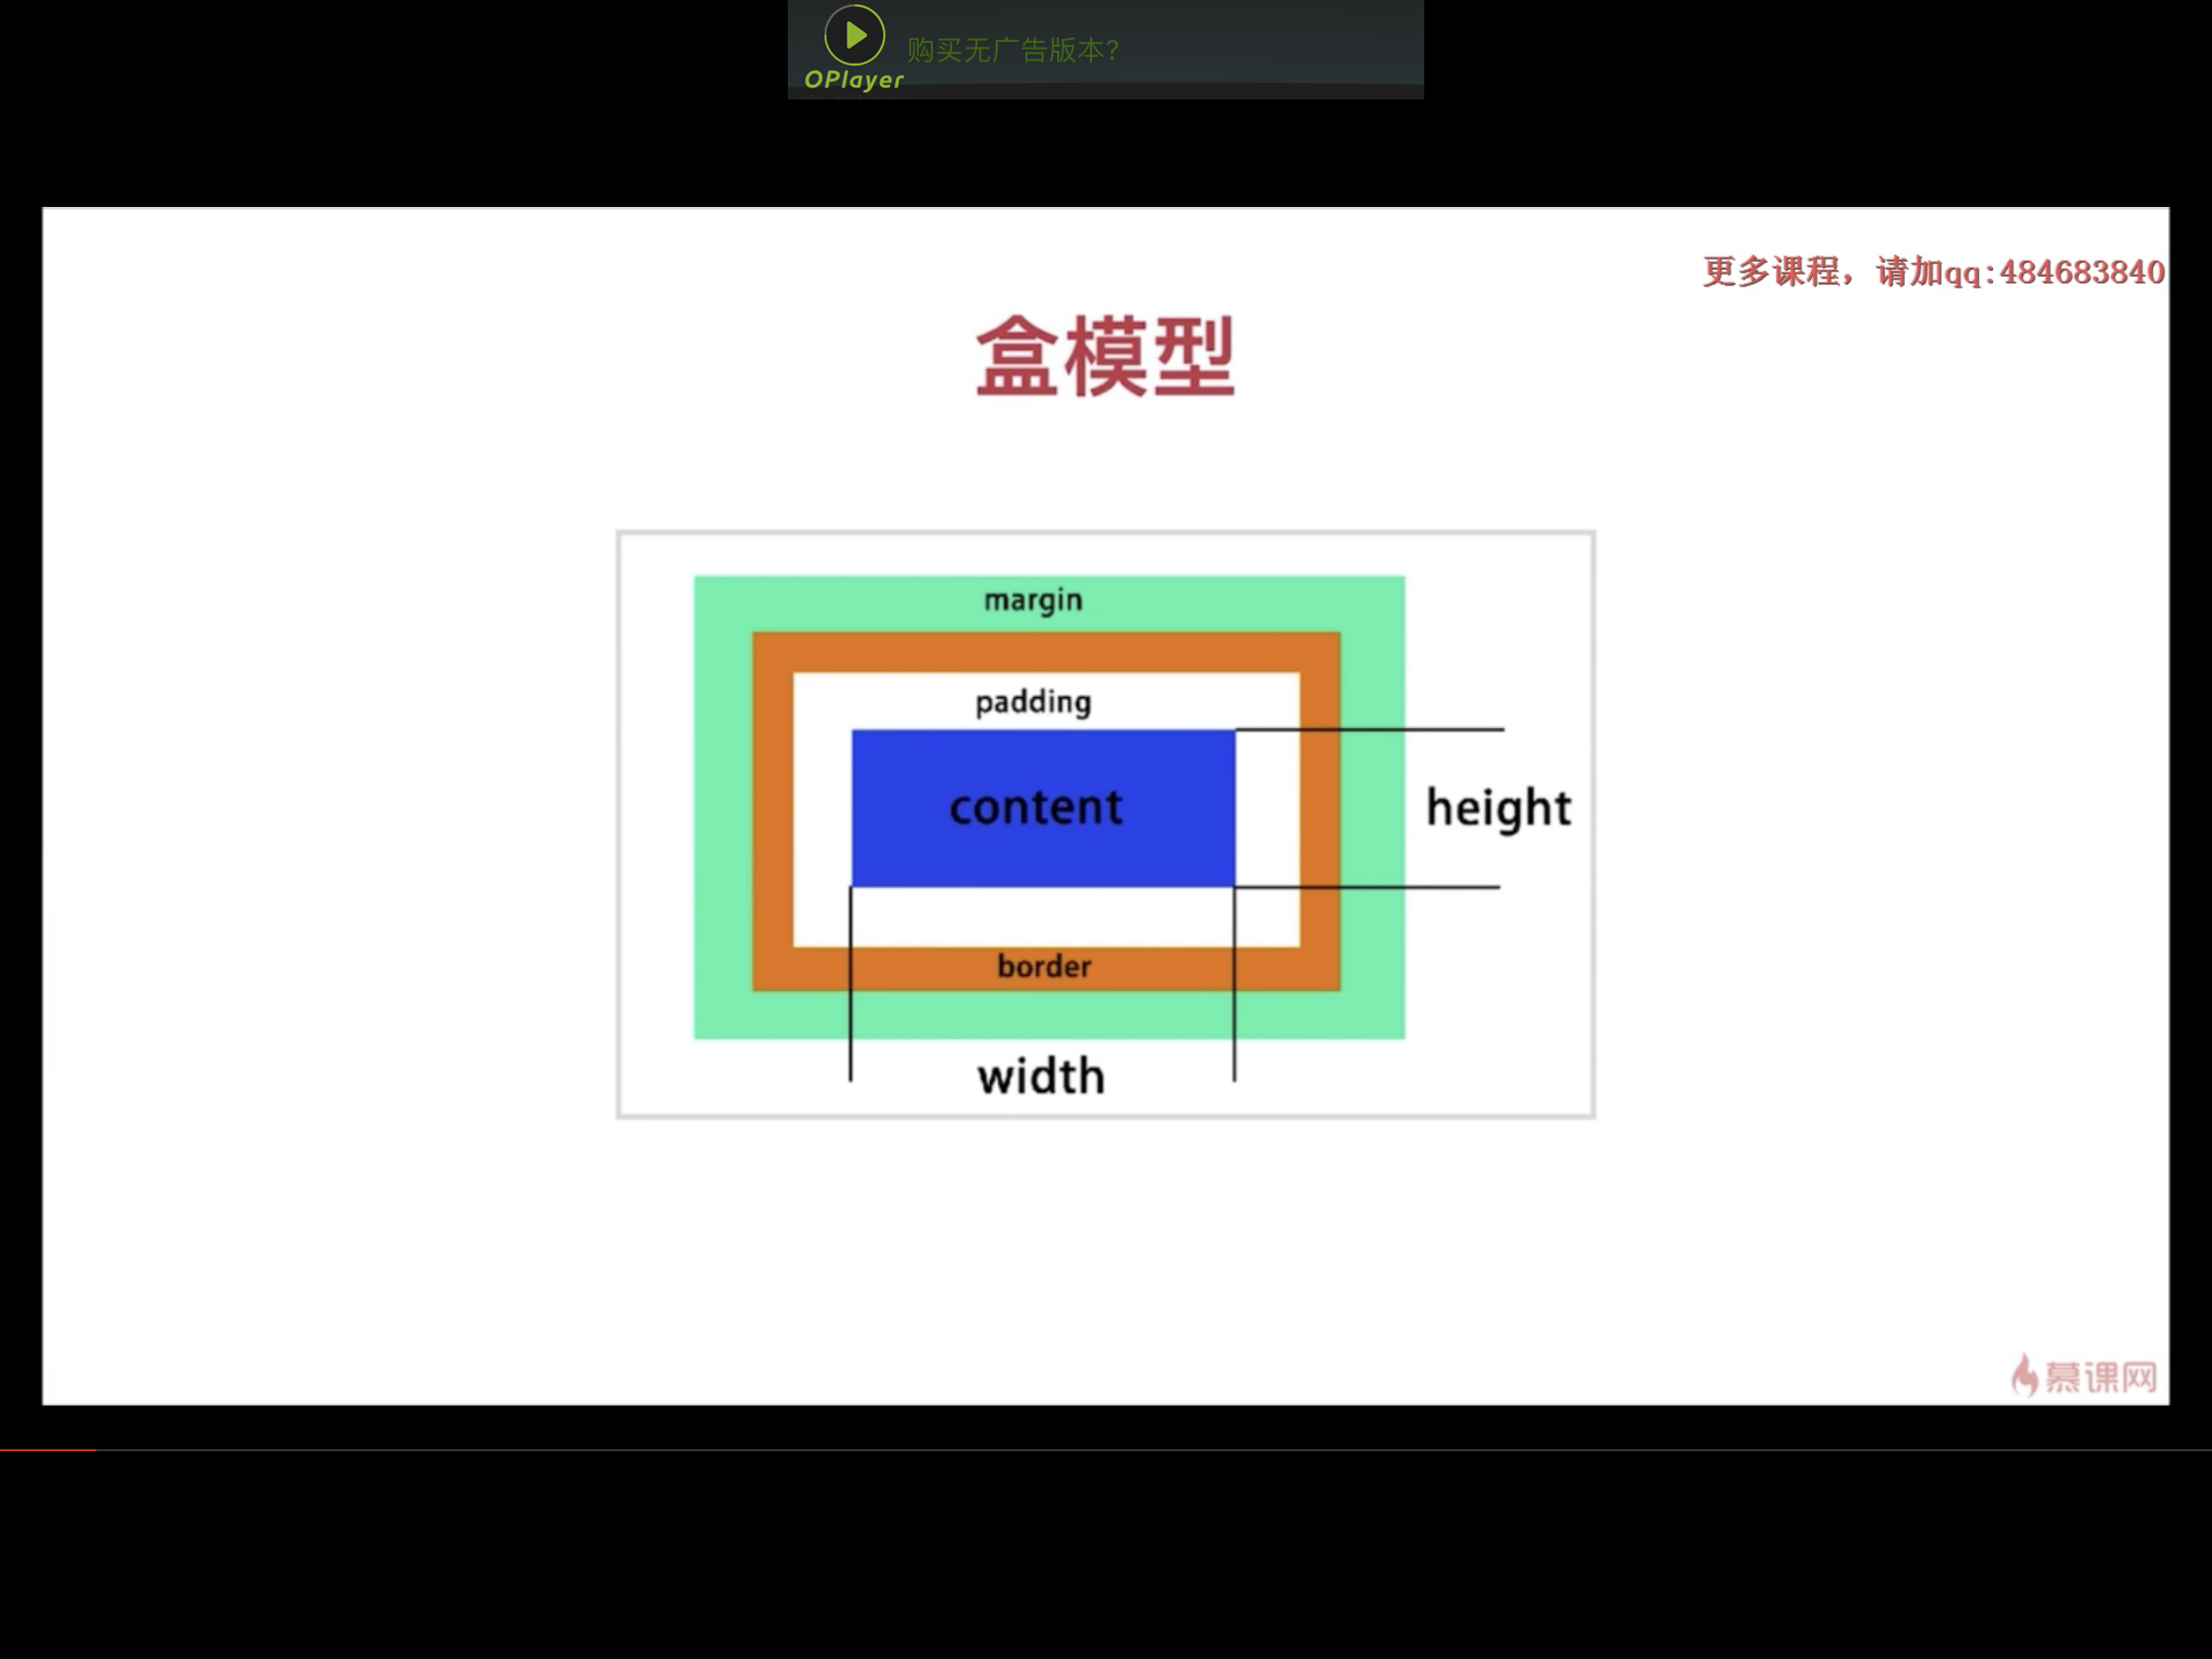 购买无广告版本?
OPlayer
更多课程，请加qq:484683840
盒模型
margin
padding
content
height
border
width
慕课网